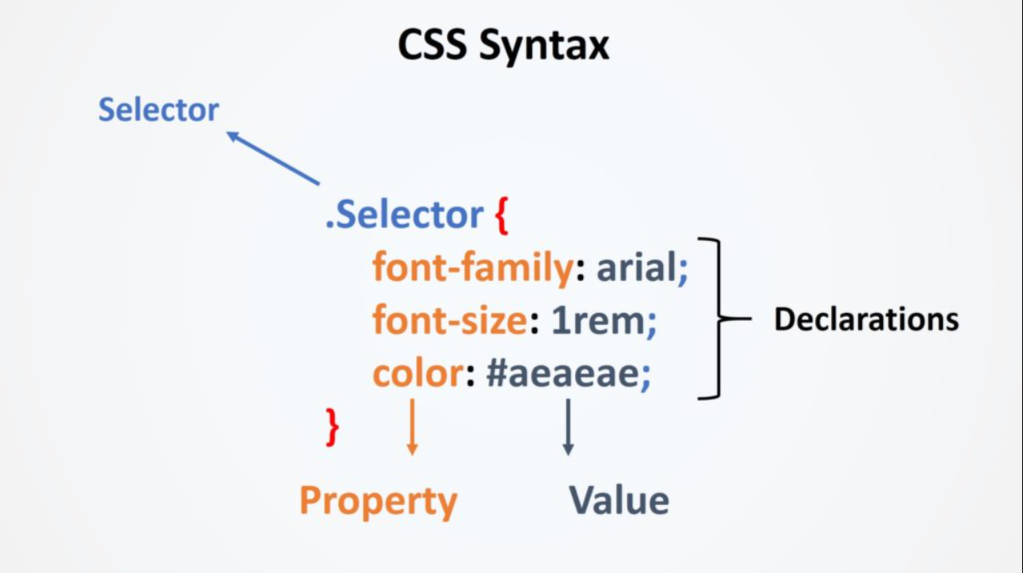 CSS Syntax
Selector
.Selector {
font-family: arial;
font-size: 1rem;
color: #aeaeae;
}
Declarations
Property
Value